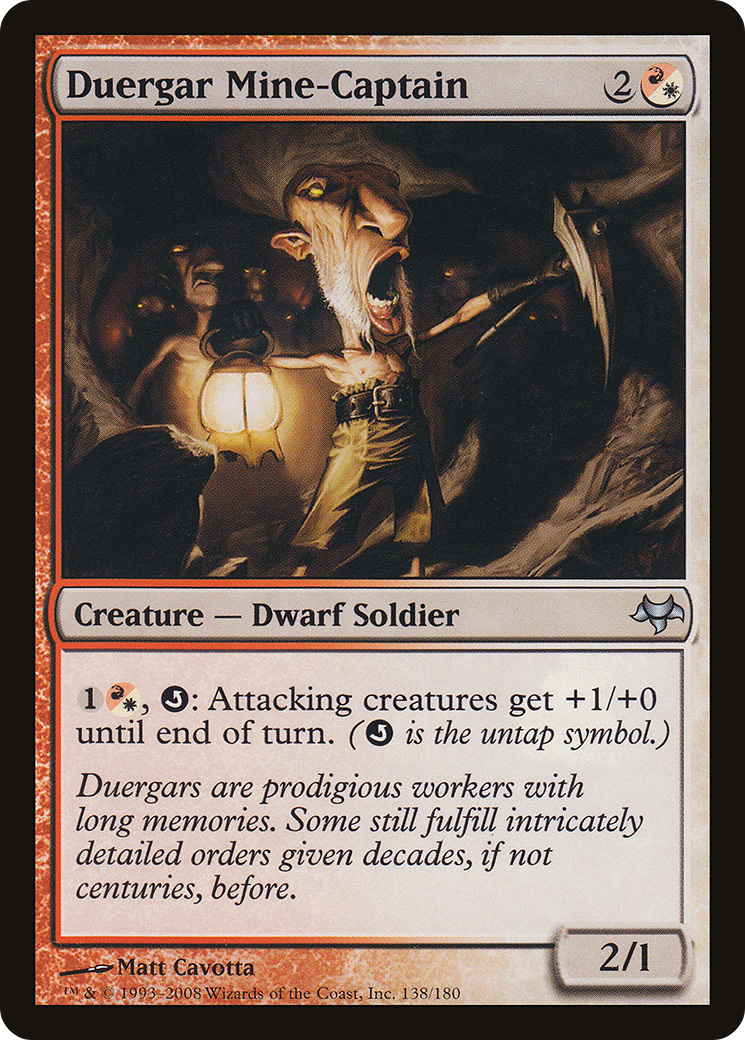 Duergar Mine-Captain 2
Creature — Dwarf Soldier
1 , : Attacking creatures get +1/+0
until end of turn. ( is the untap symbol.)
Duergars are prodigious workers with
long memories. Some still fulfill intricately
detailed orders given decades, if not
centuries, before.
2/1
Matt Cavotta
™ & © 1993–2008 Wizards of the Coast, Inc. 138/180